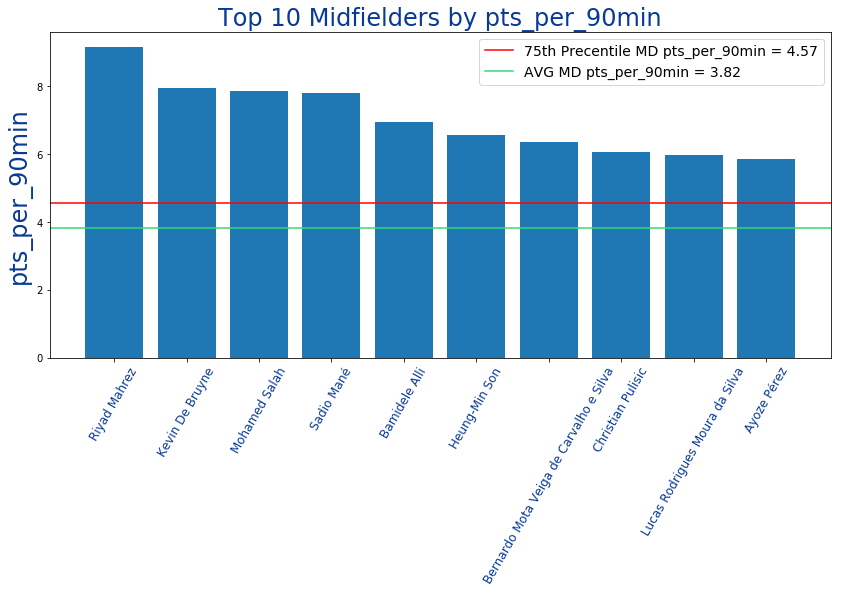 Top 10 Midfielders by pts_per_90min
75th Precentile MD pts_per_90min = 4.57
AVG MD pts_per_90min = 3.82
pts_per_90min
8
6
4
2
0
Riyad Mahrez
Kevin De Bruyne
Mohamed Salah
Sadio Mané
Bamidele Alli
Heung-Min Son
Bernardo Mota Veiga de Carvalho e Silva
Christian Pulisic
Lucas Rodrigues Moura da Silva
Ayoze Pérez